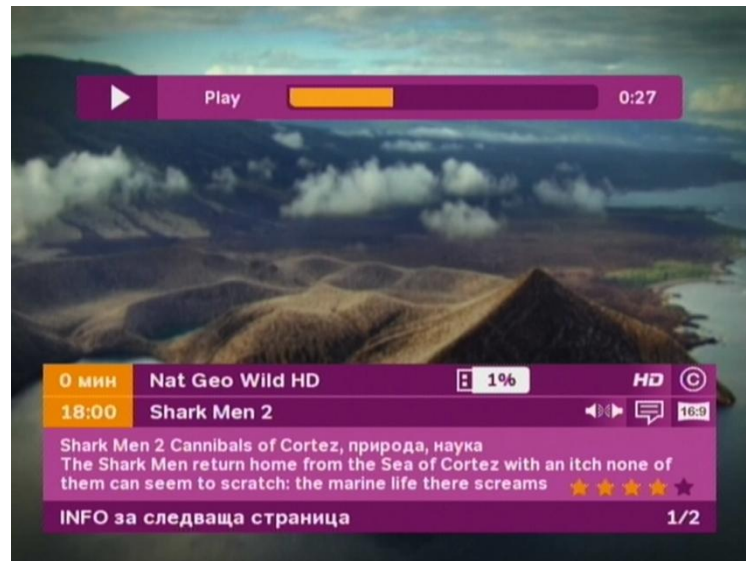 Play 0:27
0 мин Nat Geo Wild HD 1% HD ©
18:00 Shark Men 2 16:9
Shark Men 2 Cannibals of Cortez, природа, наука
The Shark Men return home from the Sea of Cortez with an itch none of
them can seem to scratch: the marine life there screams
INFO за следваща страница 1/2